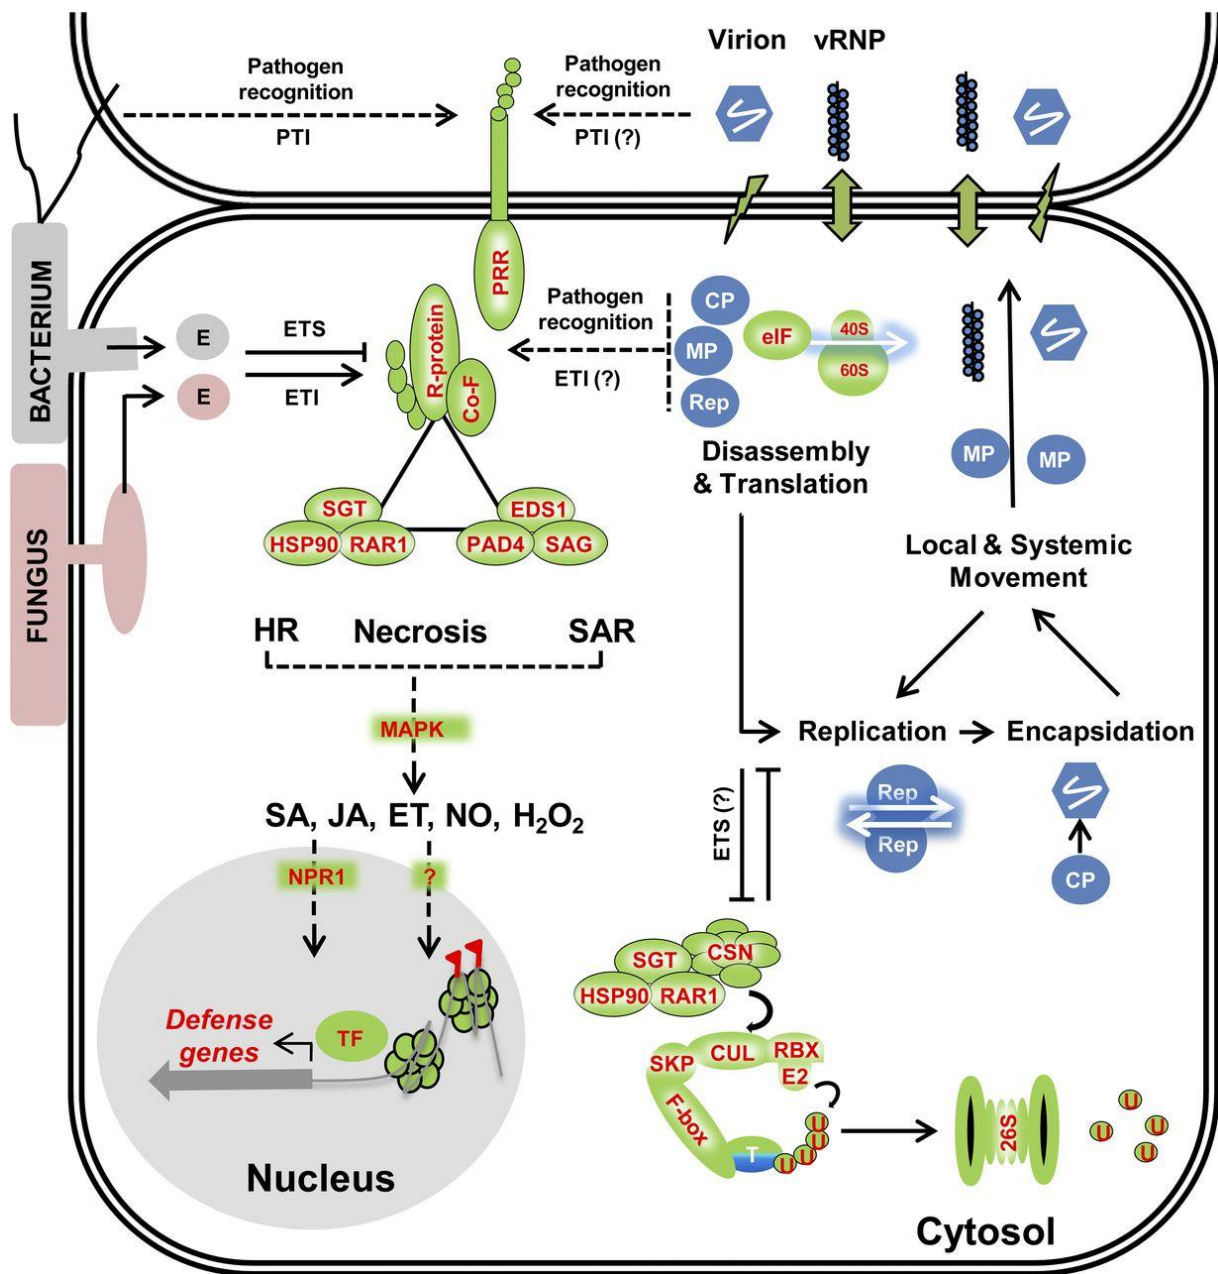 Virion
vRNP
Pathogen
recognition
PTI
Pathogen
recognition
PTI (?)
BACTERIUM
FUNGUS
E
E
ETS
ETI
PRR
R-protein
Co-F
Pathogen
recognition
ETI (?)
CP
MP
Rep
eIF
40S
60S
Disassembly
& Translation
MP
MP
Local & Systemic
Movement
SGT
HSP90
RAR1
EDS1
PAD4
SAG
HR
Necrosis
SAR
MAPK
SA, JA, ET, NO, H₂O₂
NPR1
?
Defense
genes
TF
Nucleus
Replication
Encapsidation
Rep
Rep
CP
ETS (?)
SGT
CSN
HSP90
RAR1
SKP
CUL
RBX
E2
F-box
T
U
U
U
U
26S
U
U
U
U
Cytosol